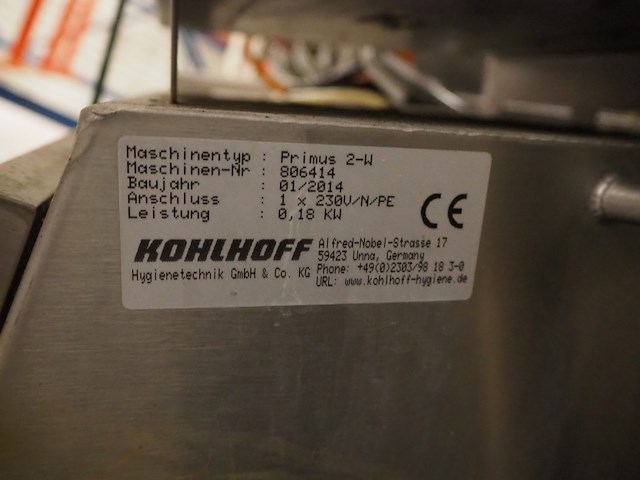 Maschinentyp : Primus 2-W
Maschinen-Nr : 806414
Baujahr : 01/2014
Anschluss : 1 x 230V/N/PE
Leistung : 0,18 KW
CE
KOHLHOFF
Hygienetechnik GmbH & Co. KG
Alfred-Nobel-Strasse 17
59423 Unna, Germany
Phone: +49(0)2303/98 18 3-0
URL: www.kohlhoff-hygiene.de